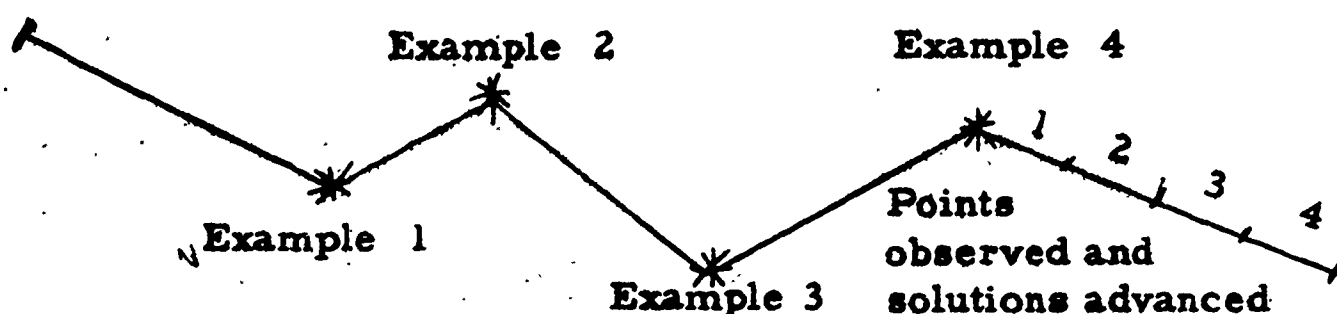 Example 2
Example 4
1
2
3
4
Example 1
Points
observed and
solutions advanced
Example 3